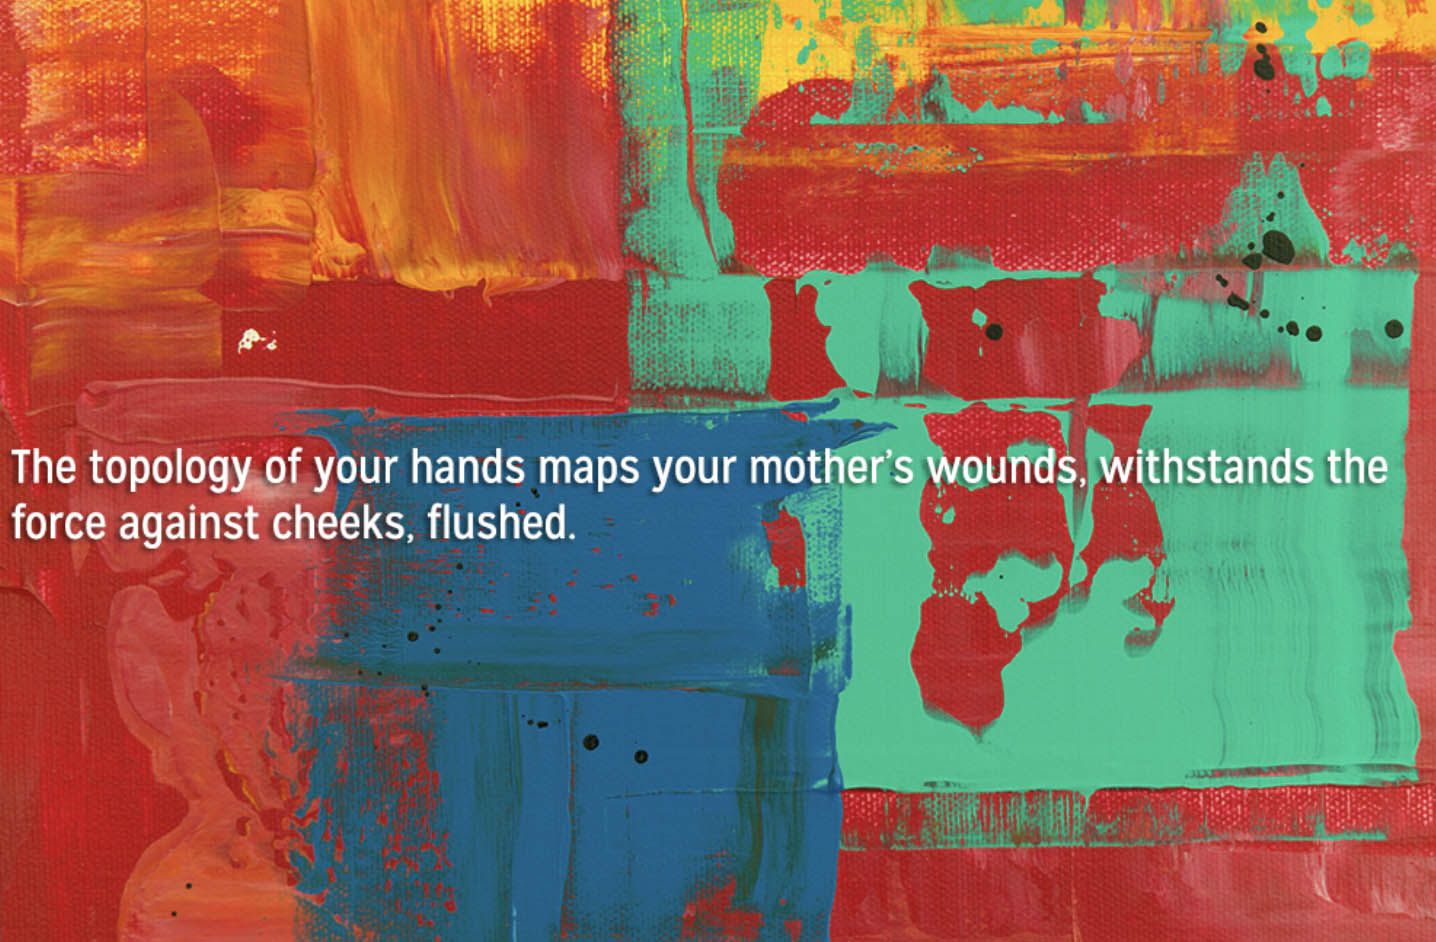 The topology of your hands maps your mother’s wounds, withstands the
force against cheeks, flushed.